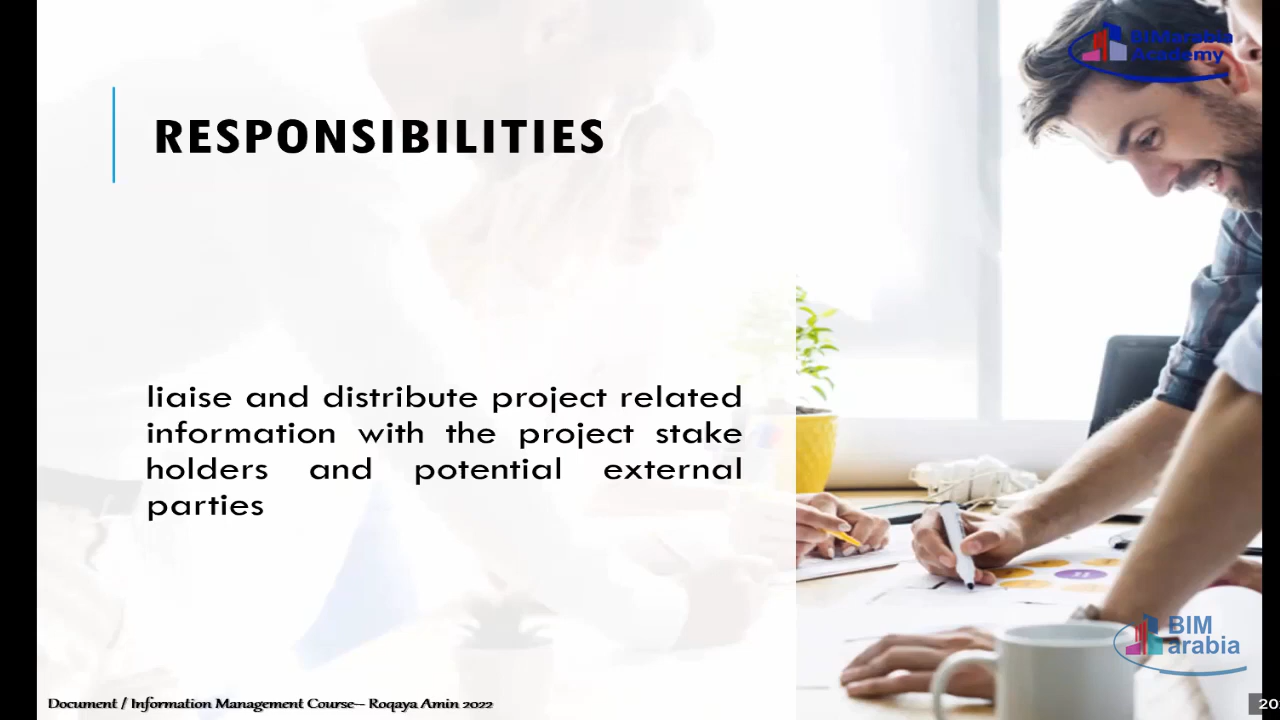 BIMarabia
Academy
RESPONSIBILITIES
liaise and distribute project related
information with the project stake
holders and potential external
parties
BIM
arabia
Document / Information Management Course-- Roqaya Amin 2022
20